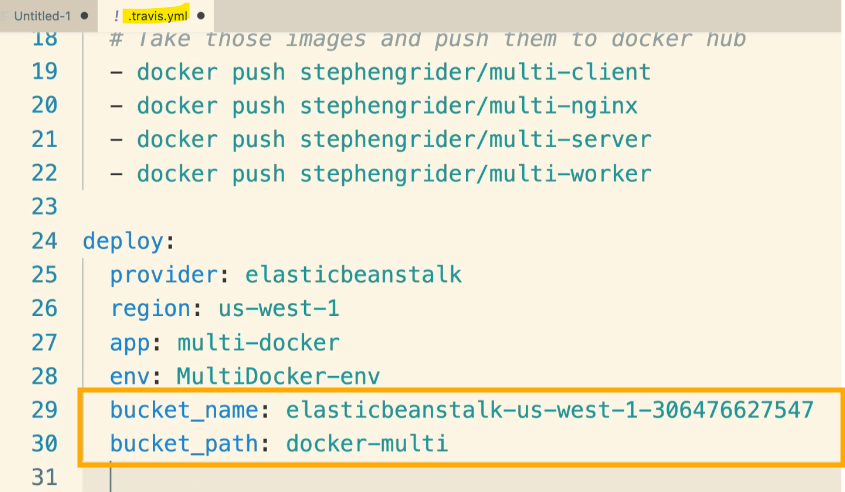 Untitled-1 ● ! .travis.yml ●
18 # Take those images and push them to docker hub
19 - docker push stephengrider/multi-client
20 - docker push stephengrider/multi-nginx
21 - docker push stephengrider/multi-server
22 - docker push stephengrider/multi-worker
23
24 deploy:
25 provider: elasticbeanstalk
26 region: us-west-1
27 app: multi-docker
28 env: MultiDocker-env
29 bucket_name: elasticbeanstalk-us-west-1-306476627547
30 bucket_path: docker-multi
31